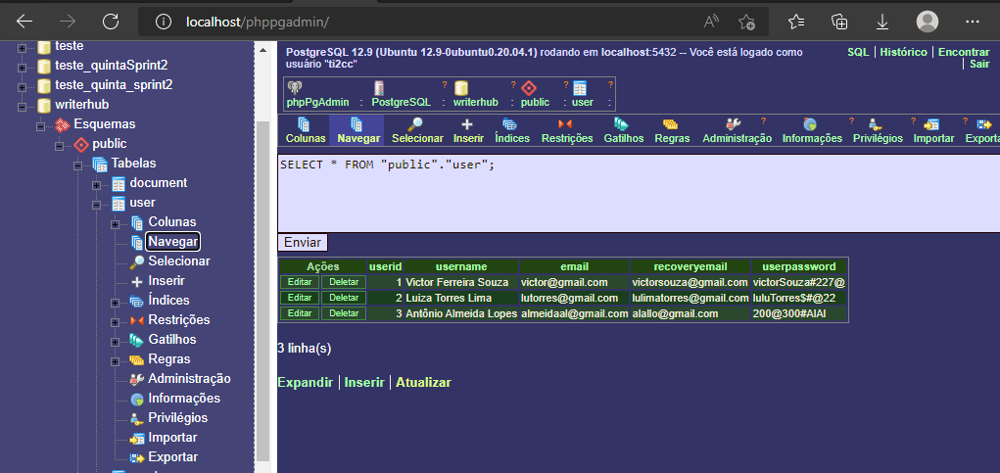 localhost/phppgadmin/
teste
teste_quintaSprint2
teste_quinta_sprint2
writerhub
Esquemas
public
Tabelas
document
user
Colunas
Navegar
Selecionar
Inserir
Índices
Restrições
Gatilhos
Regras
Administração
Informações
Privilégios
Importar
Exportar
PostgreSQL 12.9 (Ubuntu 12.9-0ubuntu0.20.04.1) rodando em localhost:5432 -- Você está logado como
usuário "ti2cc"
SQL | Histórico | Encontrar
| Sair
phpPgAdmin : PostgreSQL ? : writerhub ? : public ? : user ? :
Colunas Navegar Selecionar Inserir Índices Restrições Gatilhos Regras Administração ? Informações ? Privilégios ? Importar ? Exporta
SELECT * FROM "public"."user";
Enviar
Ações userid username email recoveryemail userpassword
Editar Deletar 1 Victor Ferreira Souza victor@gmail.com victorsouza@gmail.com victorSouza#227@
Editar Deletar 2 Luiza Torres Lima lutorres@gmail.com lulimatorres@gmail.com luluTorres$#@22
Editar Deletar 3 Antônio Almeida Lopes almeidaal@gmail.com alallo@gmail.com 200@300#AlAl
3 linha(s)
Expandir | Inserir | Atualizar